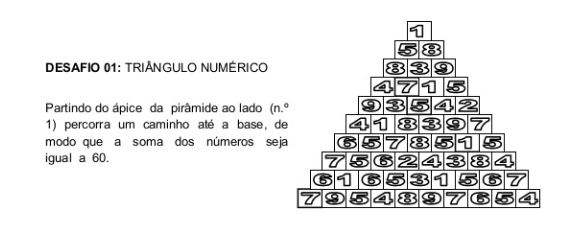 DESAFIO 01: TRIÂNGULO NUMÉRICO
Partindo do ápice da pirâmide ao lado (n.º
1) percorra um caminho até a base, de
modo que a soma dos números seja
igual a 60.
1
5 8
8 3 9
4 7 1 5
9 3 5 4 2
4 1 8 3 9 7
6 5 7 8 5 1 5
7 5 6 2 4 3 8 4
6 1 6 5 3 1 5 6 7
7 9 5 4 8 9 7 6 5 4